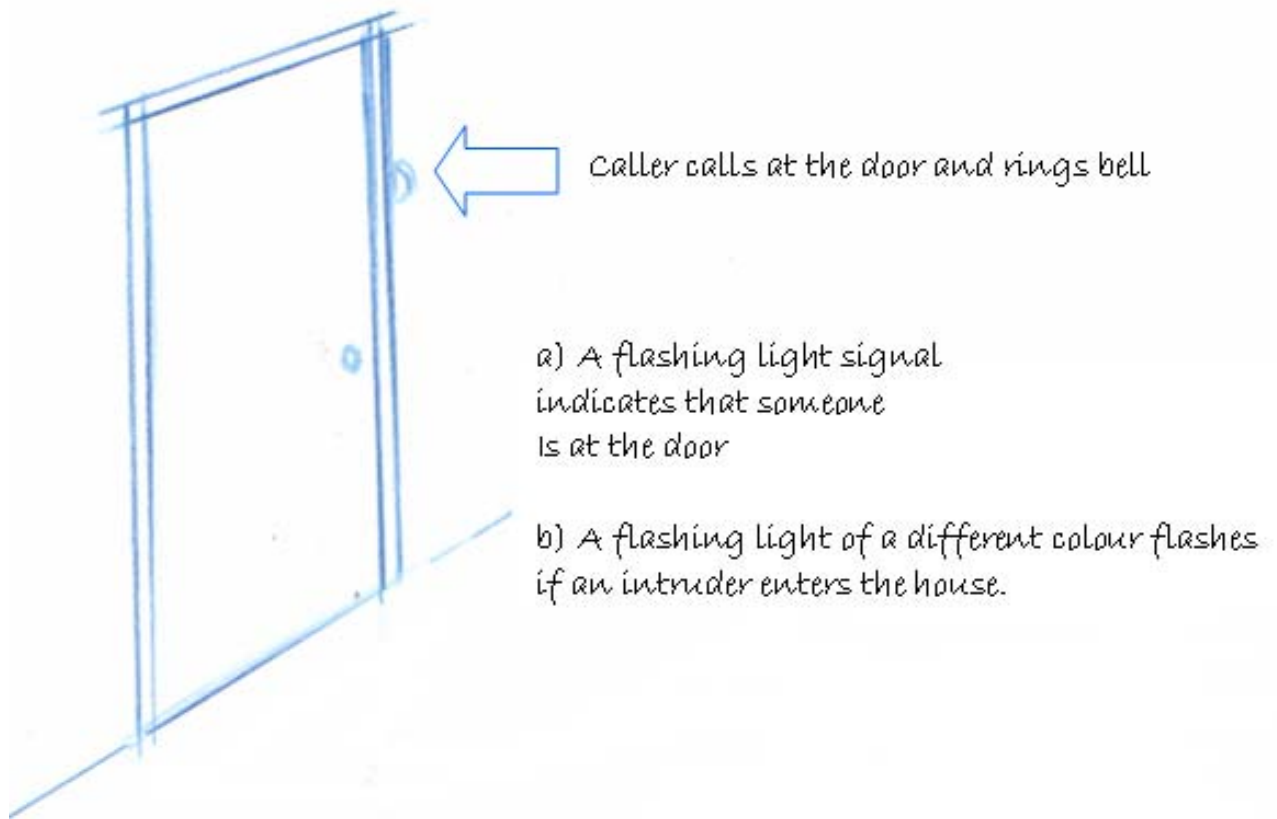 Caller calls at the door and rings bell
a) A flashing light signal
indicates that someone
Is at the door
b) A flashing light of a different colour flashes
if an intruder enters the house.